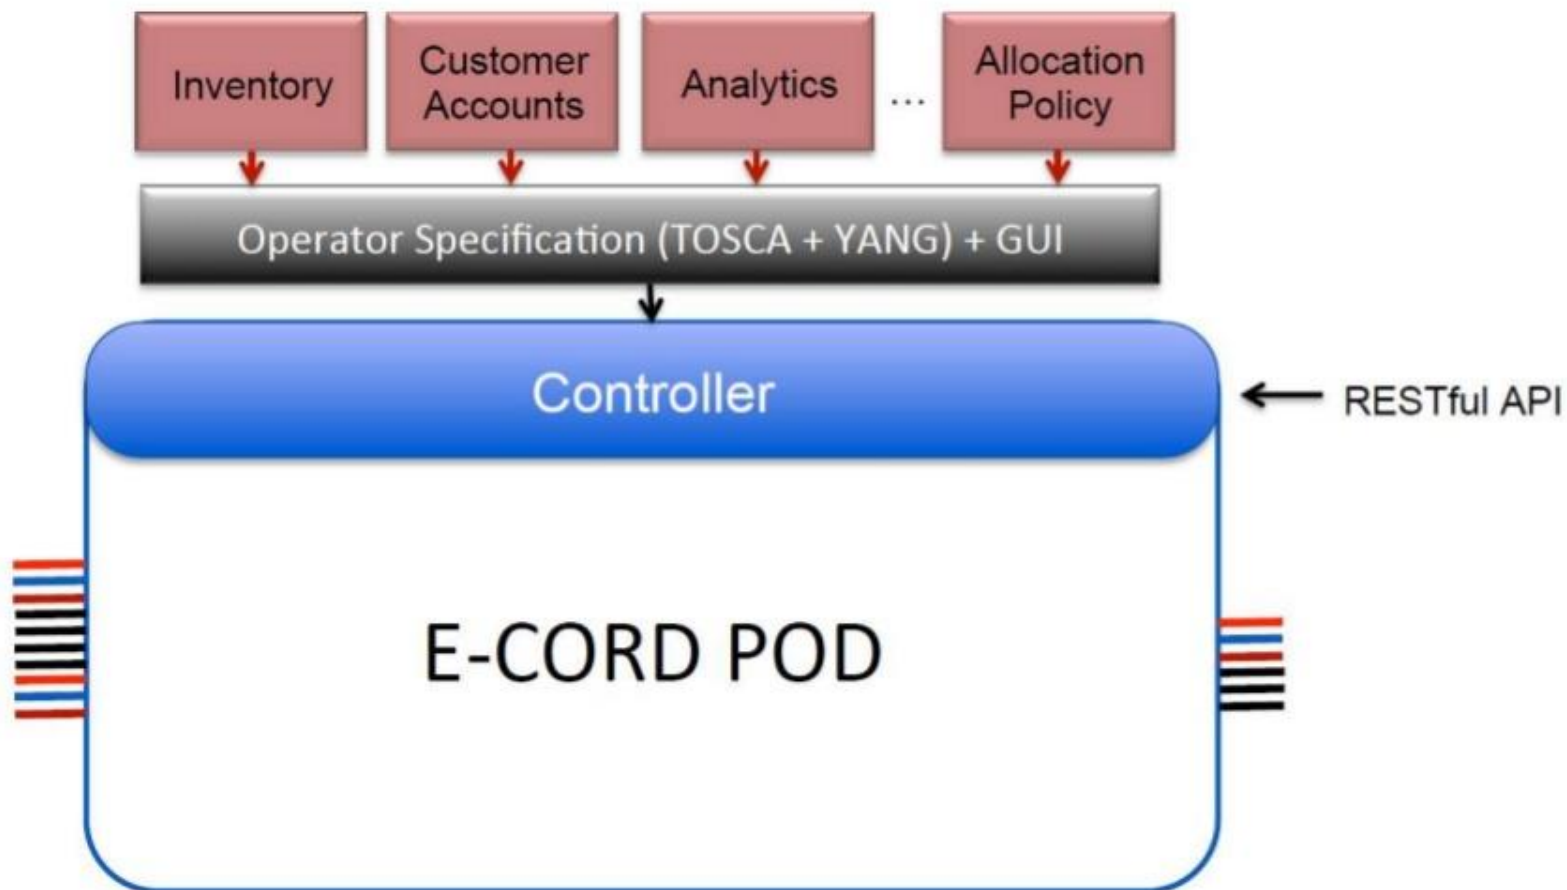 Inventory
Customer
Accounts
Analytics
...
Allocation
Policy
Operator Specification (TOSCA + YANG) + GUI
Controller
RESTful API
E-CORD POD